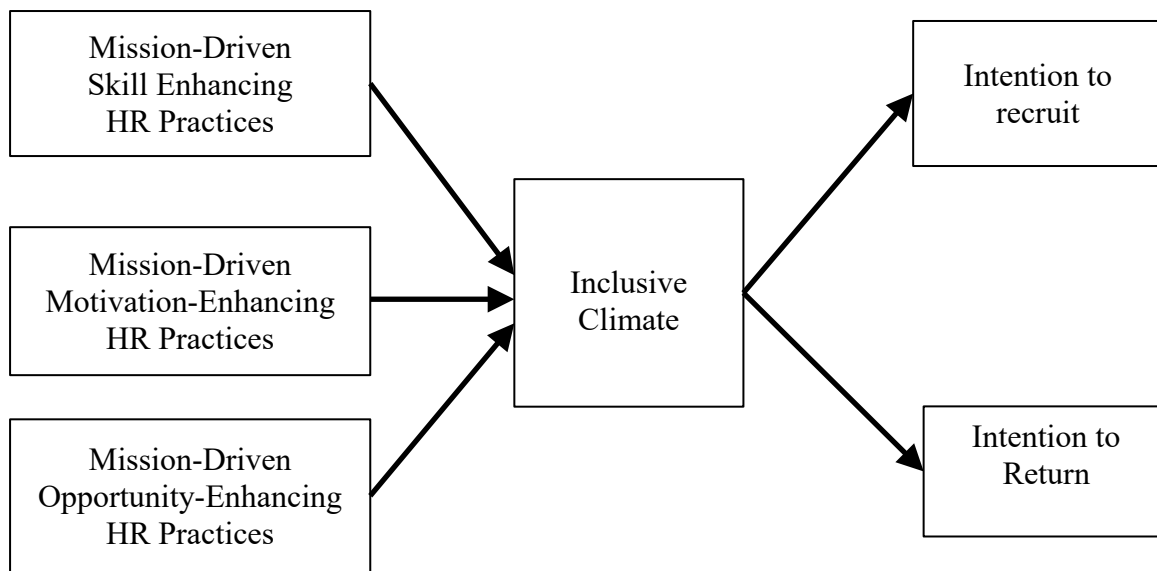 Mission-Driven
Skill Enhancing
HR Practices
Mission-Driven
Motivation-Enhancing
HR Practices
Mission-Driven
Opportunity-Enhancing
HR Practices
Inclusive
Climate
Intention to
recruit
Intention to
Return